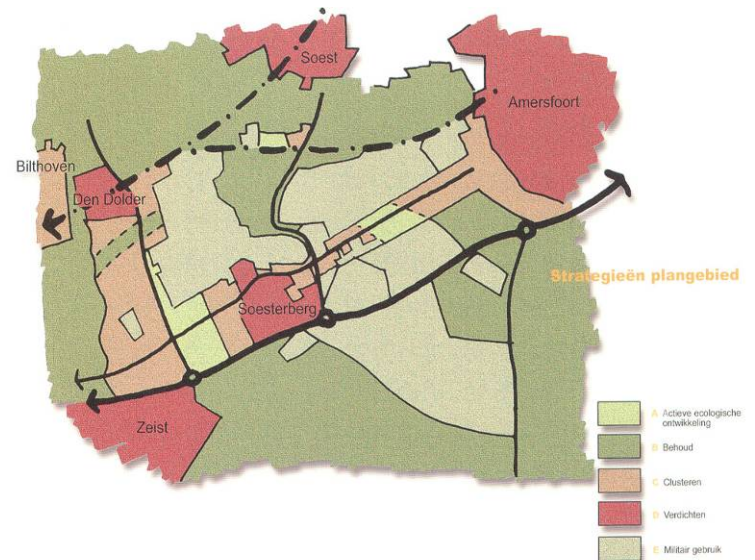 Soest
Amersfoort
Bilthoven
Den Dolder
Strategieën plangebied
Soesterberg
Zeist
A Actieve ecologische
ontwikkeling
B Behoud
C Clusteren
D Verdichten
E Militair gebruik